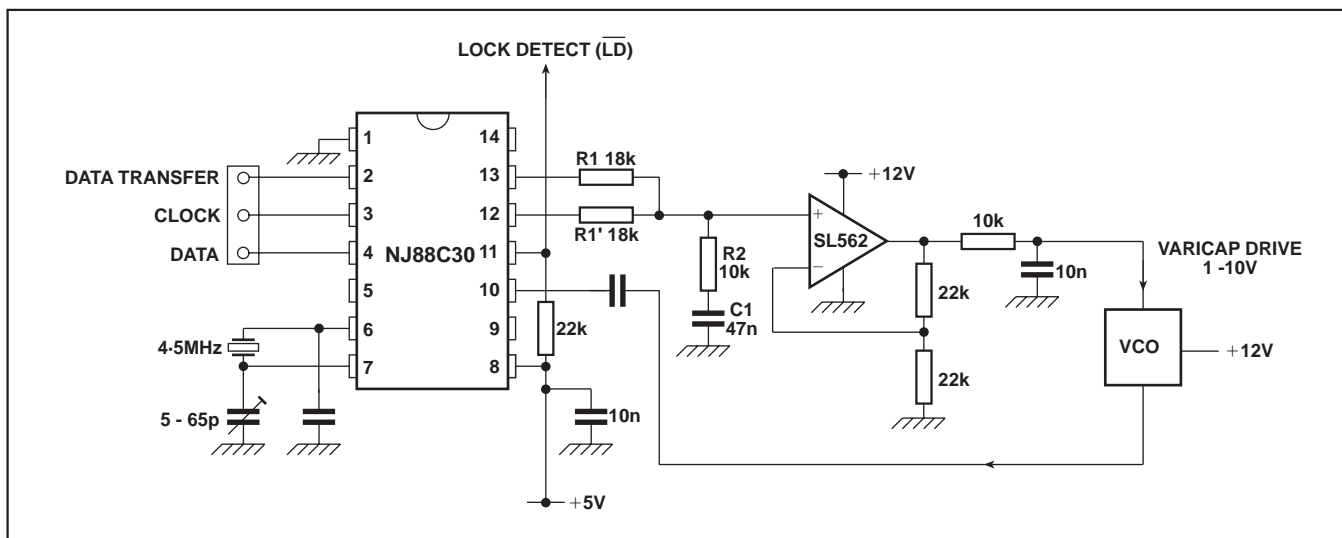 LOCK DETECT (L̅D̅)
1
14
DATA TRANSFER
2
13
R1 18k
+12V
CLOCK
3
12
R1' 18k
+
SL562
−
10k
VARICAP DRIVE
1 -10V
DATA
4
NJ88C30
11
R2
10k
10n
5
10
C1
47n
22k
VCO
+12V
6
9
22k
4·5MHz
7
8
22k
5 - 65p
10n
+5V